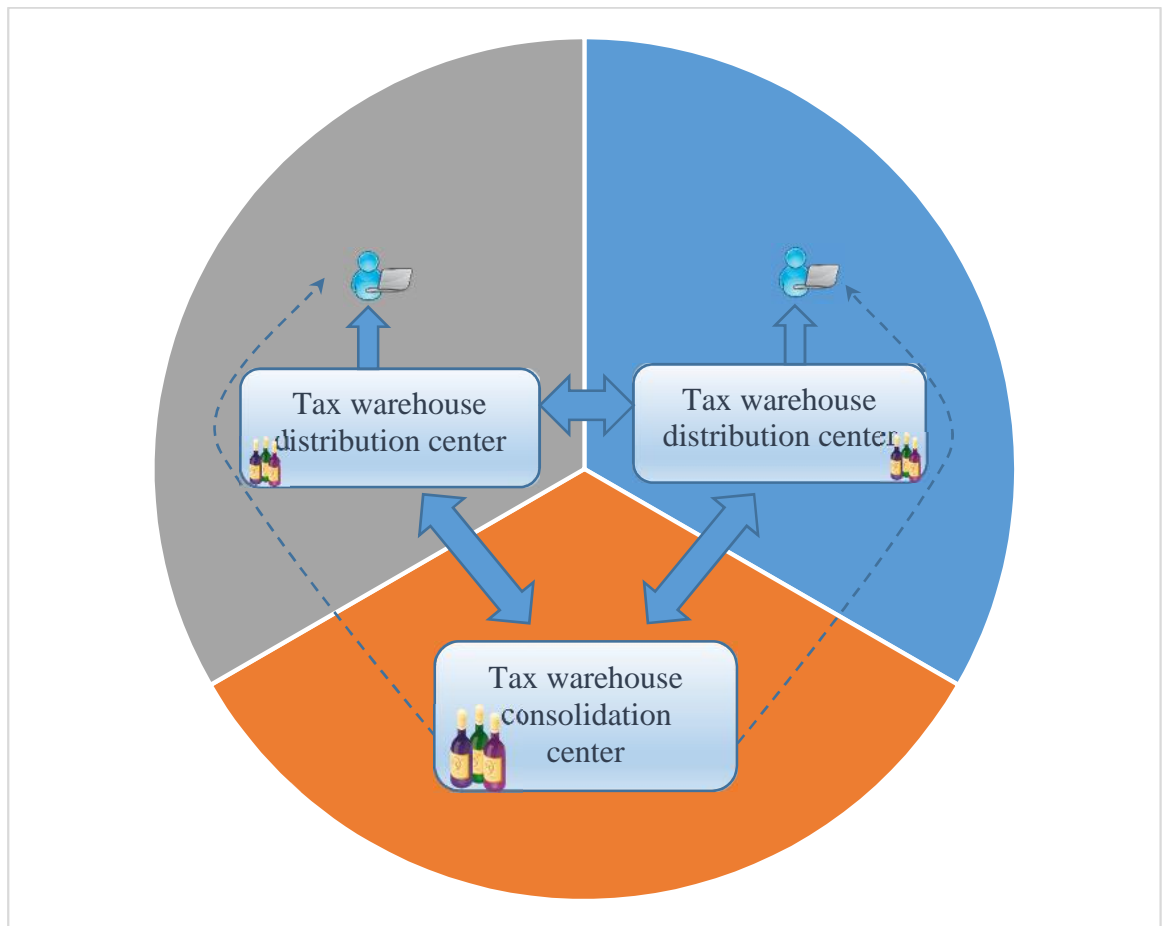 Tax warehouse
distribution center
Tax warehouse
distribution center
Tax warehouse
consolidation
center